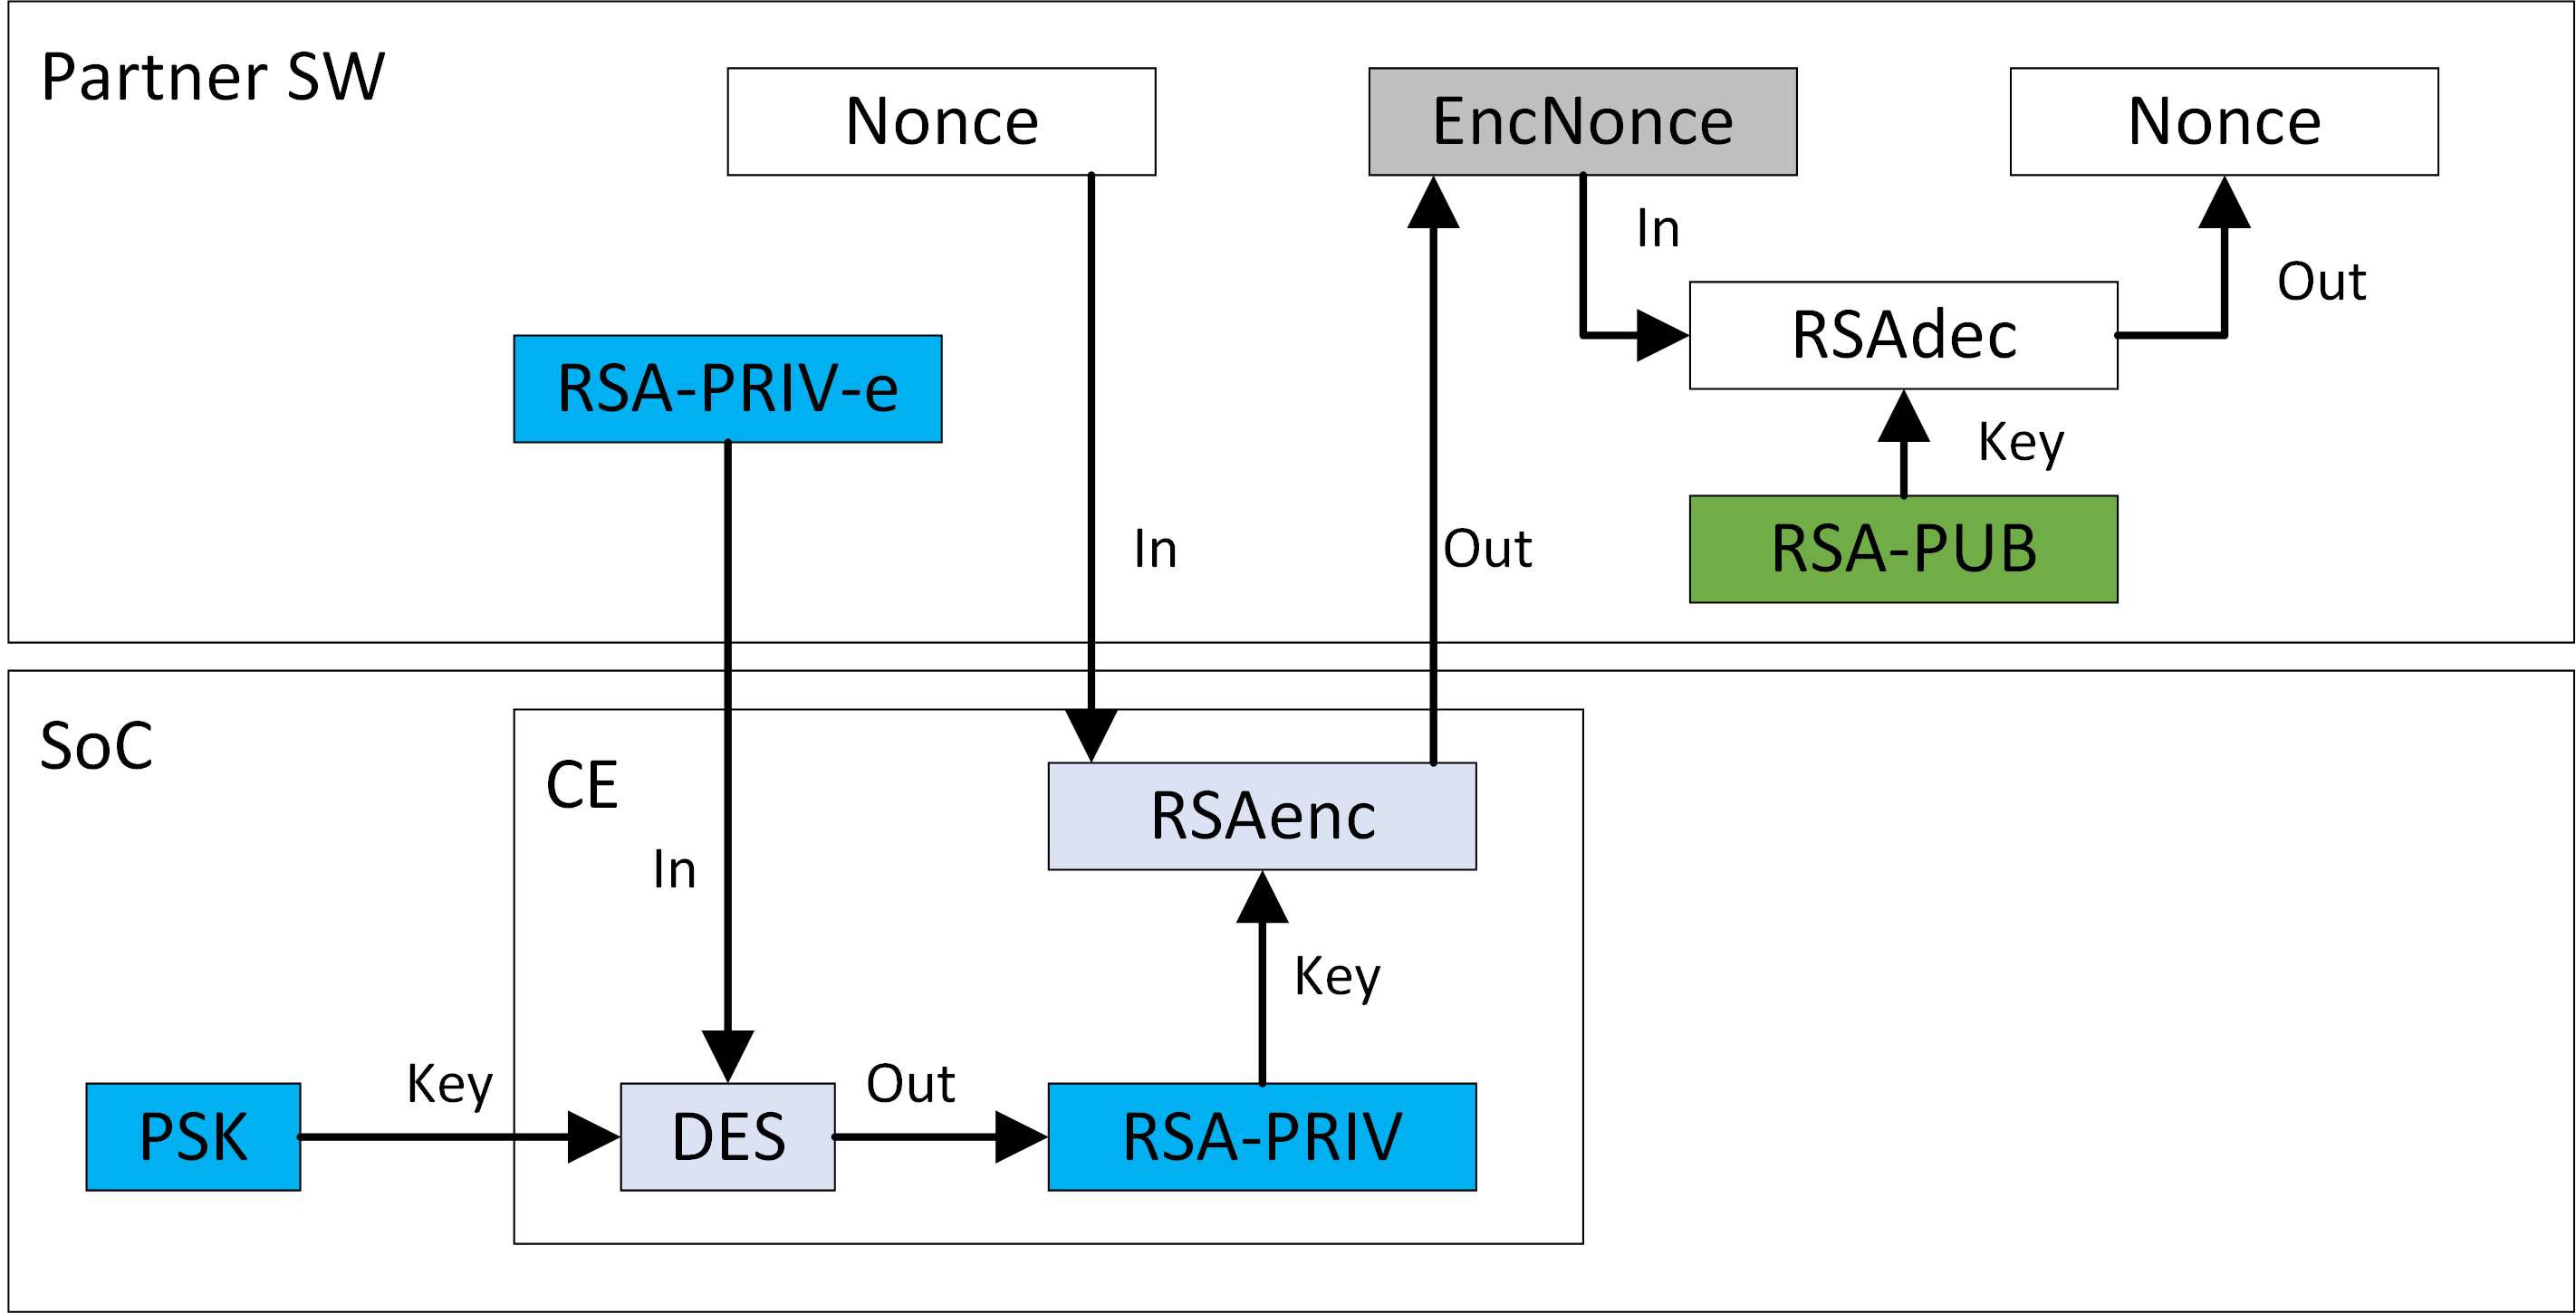 Partner SW
Nonce
EncNonce
Nonce
In
Out
RSAdec
RSA-PRIV-e
Key
In
Out
RSA-PUB
SoC
CE
RSAenc
In
Key
Key
Out
PSK
DES
RSA-PRIV